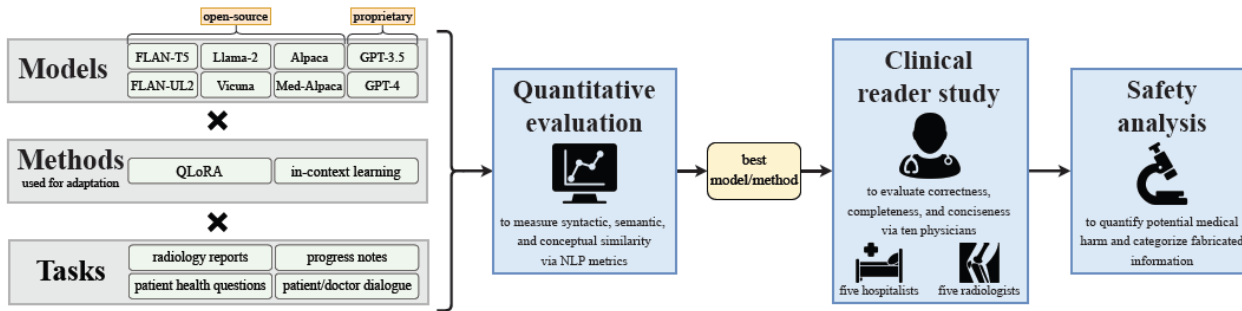 open-source
proprietary
Models
FLAN-T5
Llama-2
Alpaca
GPT-3.5
FLAN-UL2
Vicuna
Med-Alpaca
GPT-4
Methods
used for adaptation
QLoRA
in-context learning
Tasks
radiology reports
progress notes
patient health questions
patient/doctor dialogue
Quantitative
evaluation
to measure syntactic, semantic,
and conceptual similarity
via NLP metrics
best
model/method
Clinical
reader study
to evaluate correctness,
completeness, and conciseness
via ten physicians
five hospitalists
five radiologists
Safety
analysis
to quantify potential medical
harm and categorize fabricated
information